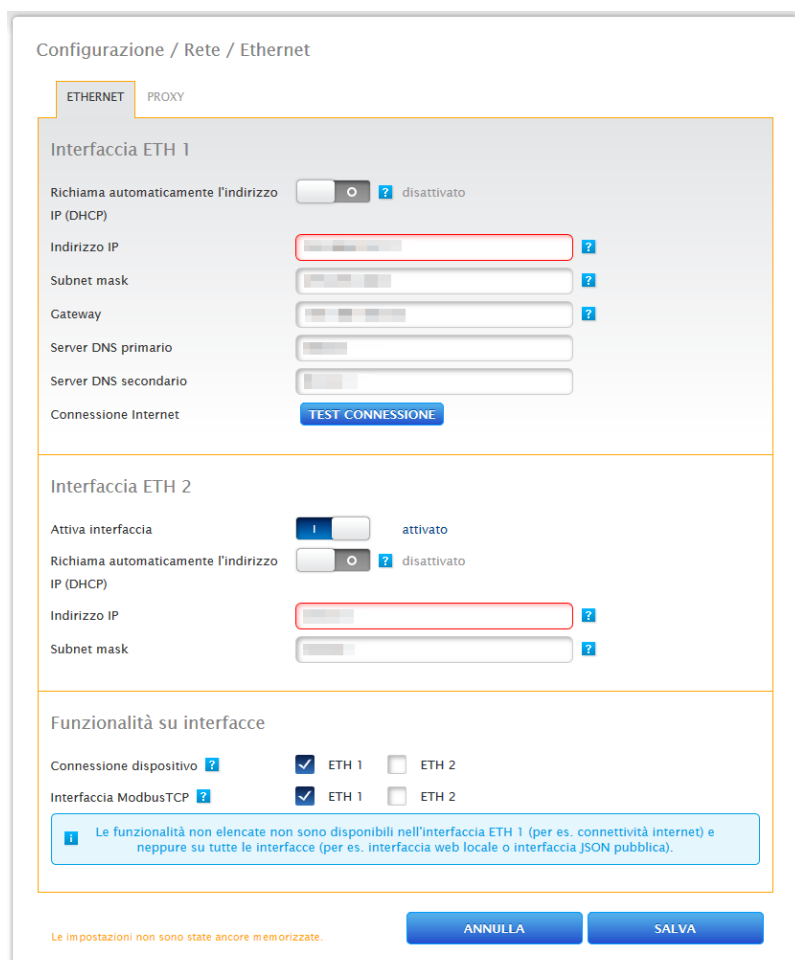 Configurazione / Rete / Ethernet
ETHERNET PROXY
Interfaccia ETH 1
Richiama automaticamente l'indirizzo
IP (DHCP)
? disattivato
Indirizzo IP ?
Subnet mask ?
Gateway ?
Server DNS primario
Server DNS secondario
Connessione Internet TEST CONNESSIONE
Interfaccia ETH 2
Attiva interfaccia I attivato
Richiama automaticamente l'indirizzo
IP (DHCP)
? disattivato
Indirizzo IP ?
Subnet mask ?
Funzionalità su interfacce
Connessione dispositivo ? ETH 1 ETH 2
Interfaccia ModbusTCP ? ETH 1 ETH 2
i Le funzionalità non elencate non sono disponibili nell'interfaccia ETH 1 (per es. connettività internet) e
neppure su tutte le interfacce (per es. interfaccia web locale o interfaccia JSON pubblica).
Le impostazioni non sono state ancore memorizzate. ANNULLA SALVA